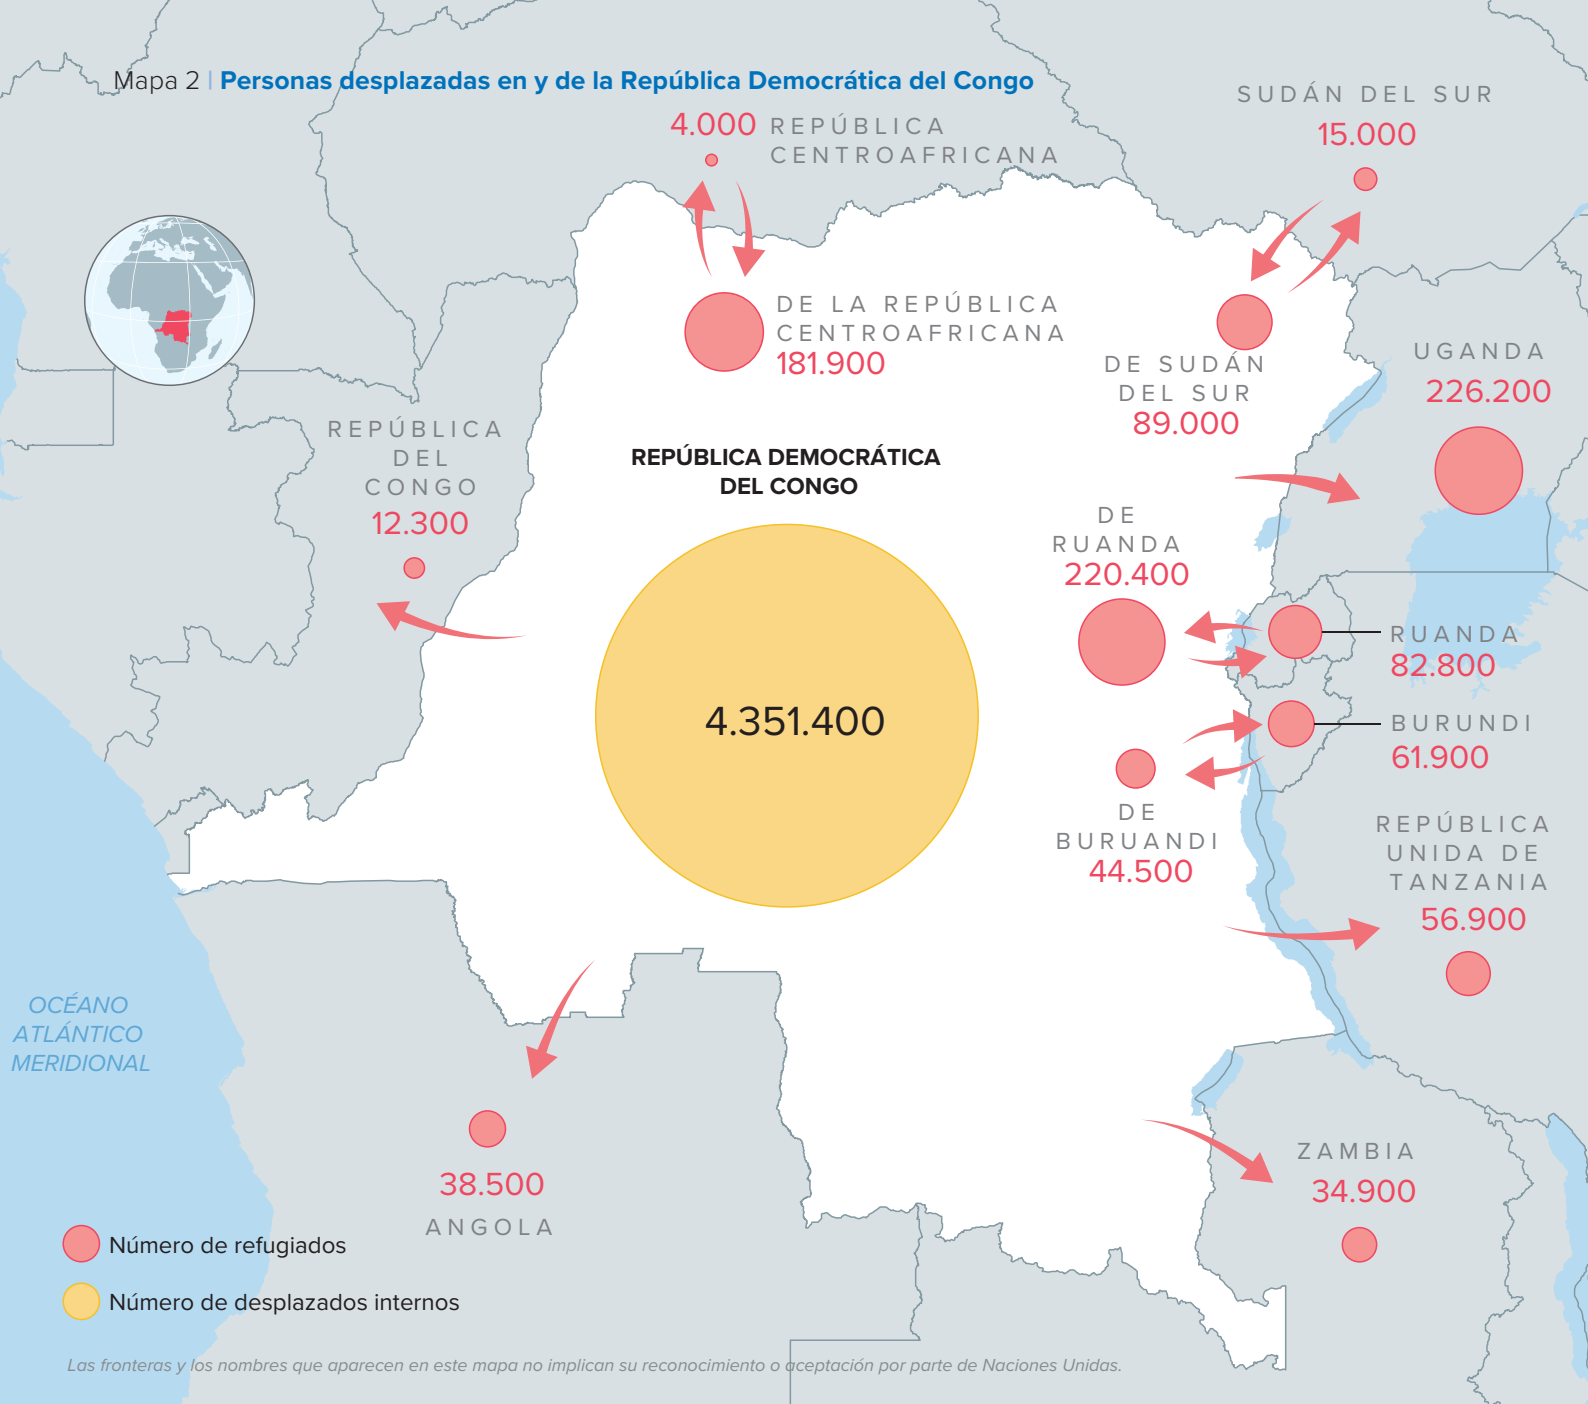 Mapa 2 | Personas desplazadas en y de la República Democrática del Congo
SUDÁN DEL SUR
15.000
4.000 REPÚBLICA
CENTROAFRICANA
DE LA REPÚBLICA
CENTROAFRICANA
181.900
DE SUDÁN
DEL SUR
89.000
UGANDA
226.200
REPÚBLICA
DEL
CONGO
12.300
REPÚBLICA DEMOCRÁTICA
DEL CONGO
4.351.400
DE
RUANDA
220.400
RUANDA
82.800
BURUNDI
61.900
DE
BURUANDI
44.500
REPÚBLICA
UNIDA DE
TANZANIA
56.900
OCÉANO
ATLÁNTICO
MERIDIONAL
38.500
ANGOLA
ZAMBIA
34.900
Número de refugiados
Número de desplazados internos
Las fronteras y los nombres que aparecen en este mapa no implican su reconocimiento o aceptación por parte de Naciones Unidas.